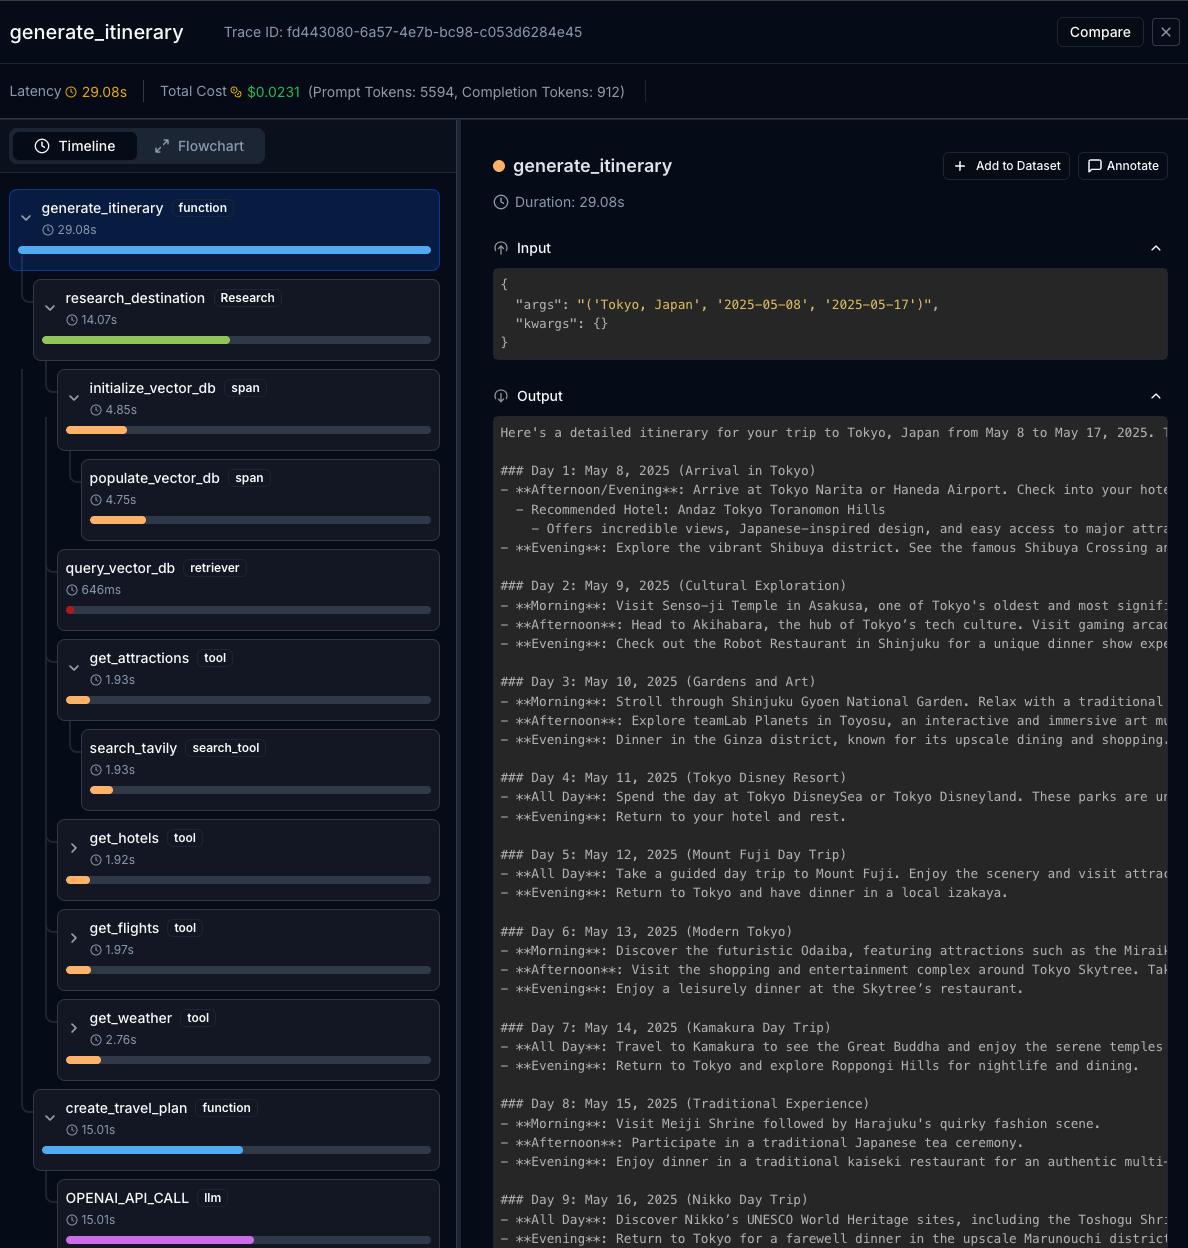 generate_itinerary
Trace ID: fd443080-6a57-4e7b-bc98-c053d6284e45
Compare
Latency 29.08s
Total Cost $0.0231 (Prompt Tokens: 5594, Completion Tokens: 912)
Timeline
Flowchart
generate_itinerary function
29.08s
research_destination Research
14.07s
initialize_vector_db span
4.85s
populate_vector_db span
4.75s
query_vector_db retriever
646ms
get_attractions tool
1.93s
search_tavily search_tool
1.93s
get_hotels tool
1.92s
get_flights tool
1.97s
get_weather tool
2.76s
create_travel_plan function
15.01s
OPENAI_API_CALL llm
15.01s
generate_itinerary
Add to Dataset
Annotate
Duration: 29.08s
Input
{
"args": "('Tokyo, Japan', '2025-05-08', '2025-05-17')",
"kwargs": {}
}
Output
Here's a detailed itinerary for your trip to Tokyo, Japan from May 8 to May 17, 2025.
### Day 1: May 8, 2025 (Arrival in Tokyo)
- **Afternoon/Evening**: Arrive at Tokyo Narita or Haneda Airport. Check into your hote
- Recommended Hotel: Andaz Tokyo Toranomon Hills
- Offers incredible views, Japanese-inspired design, and easy access to major attra
- **Evening**: Explore the vibrant Shibuya district. See the famous Shibuya Crossing an
### Day 2: May 9, 2025 (Cultural Exploration)
- **Morning**: Visit Senso-ji Temple in Asakusa, one of Tokyo's oldest and most signifi
- **Afternoon**: Head to Akihabara, the hub of Tokyo’s tech culture. Visit gaming arcad
- **Evening**: Check out the Robot Restaurant in Shinjuku for a unique dinner show expe
### Day 3: May 10, 2025 (Gardens and Art)
- **Morning**: Stroll through Shinjuku Gyoen National Garden. Relax with a traditional
- **Afternoon**: Explore teamLab Planets in Toyosu, an interactive and immersive art mu
- **Evening**: Dinner in the Ginza district, known for its upscale dining and shopping.
### Day 4: May 11, 2025 (Tokyo Disney Resort)
- **All Day**: Spend the day at Tokyo DisneySea or Tokyo Disneyland. These parks are un
- **Evening**: Return to your hotel and rest.
### Day 5: May 12, 2025 (Mount Fuji Day Trip)
- **All Day**: Take a guided day trip to Mount Fuji. Enjoy the scenery and visit attrac
- **Evening**: Return to Tokyo and have dinner in a local izakaya.
### Day 6: May 13, 2025 (Modern Tokyo)
- **Morning**: Discover the futuristic Odaiba, featuring attractions such as the Miraik
- **Afternoon**: Visit the shopping and entertainment complex around Tokyo Skytree. Tak
- **Evening**: Enjoy a leisurely dinner at the Skytree’s restaurant.
### Day 7: May 14, 2025 (Kamakura Day Trip)
- **All Day**: Travel to Kamakura to see the Great Buddha and enjoy the serene temples
- **Evening**: Return to Tokyo and explore Roppongi Hills for nightlife and dining.
### Day 8: May 15, 2025 (Traditional Experience)
- **Morning**: Visit Meiji Shrine followed by Harajuku's quirky fashion scene.
- **Afternoon**: Participate in a traditional Japanese tea ceremony.
- **Evening**: Enjoy dinner in a traditional kaiseki restaurant for an authentic multi-
### Day 9: May 16, 2025 (Nikko Day Trip)
- **All Day**: Discover Nikko’s UNESCO World Heritage sites, including the Toshogu Shri
- **Evening**: Return to Tokyo for a farewell dinner in the upscale Marunouchi district